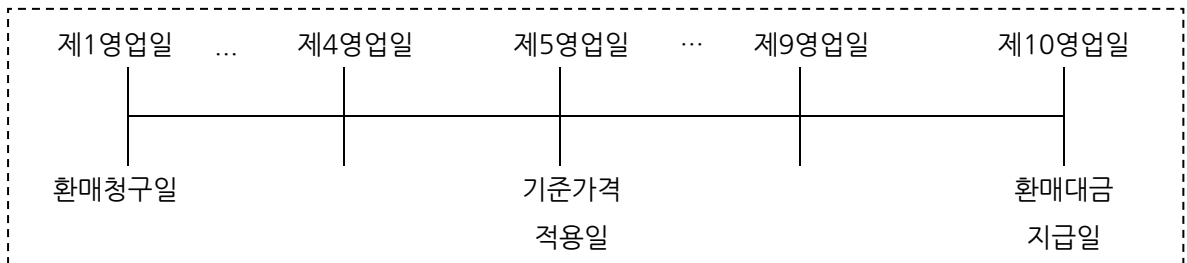 제1영업일 … 제4영업일 제5영업일 … 제9영업일 제10영업일
환매청구일 기준가격 환매대금
적용일 지급일